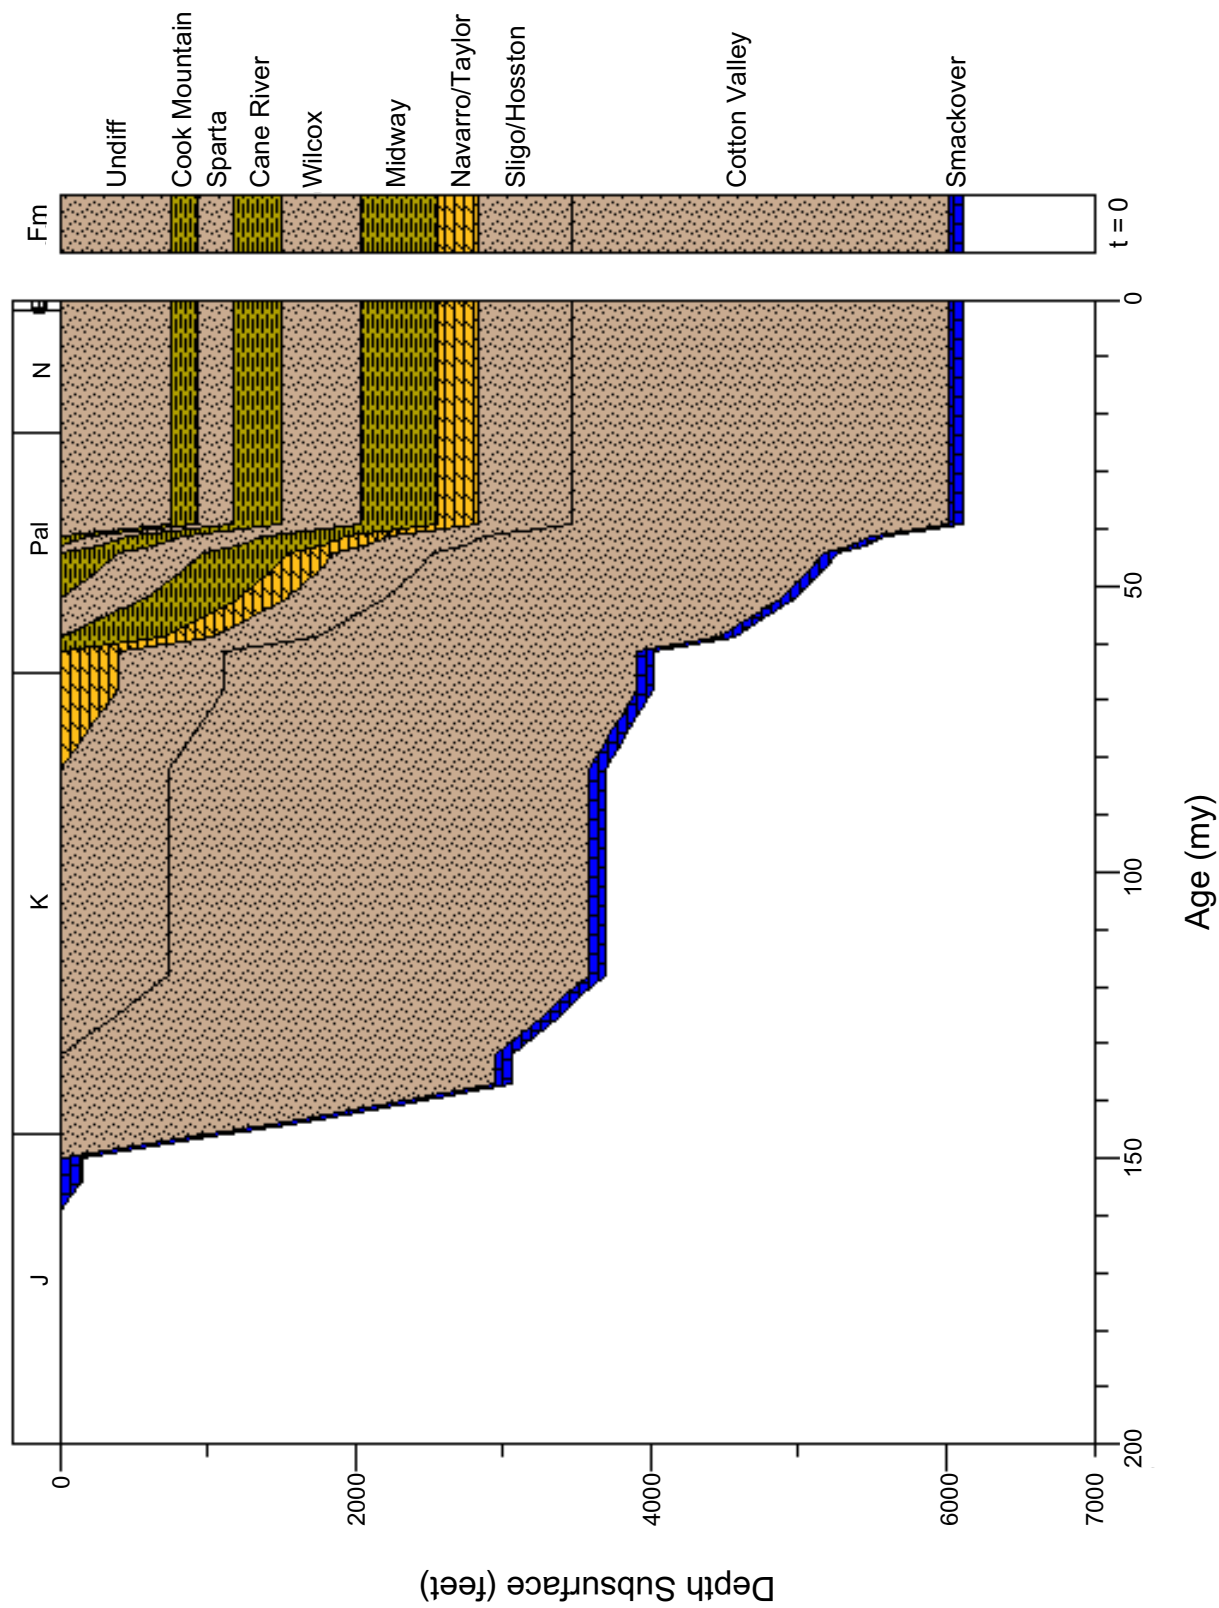 J
K
Pal
N
Fm
Undiff
Cook Mountain
Sparta
Cane River
Wilcox
Midway
Navarro/Taylor
Sligo/Hosston
Cotton Valley
Smackover
t = 0
0
2000
4000
6000
7000
Depth Subsurface (feet)
200
150
100
50
0
Age (my)